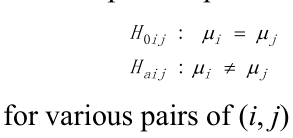 H₀ᵢⱼ : μᵢ = μⱼ
Hₐᵢⱼ : μᵢ ≠ μⱼ
for various pairs of (i, j)